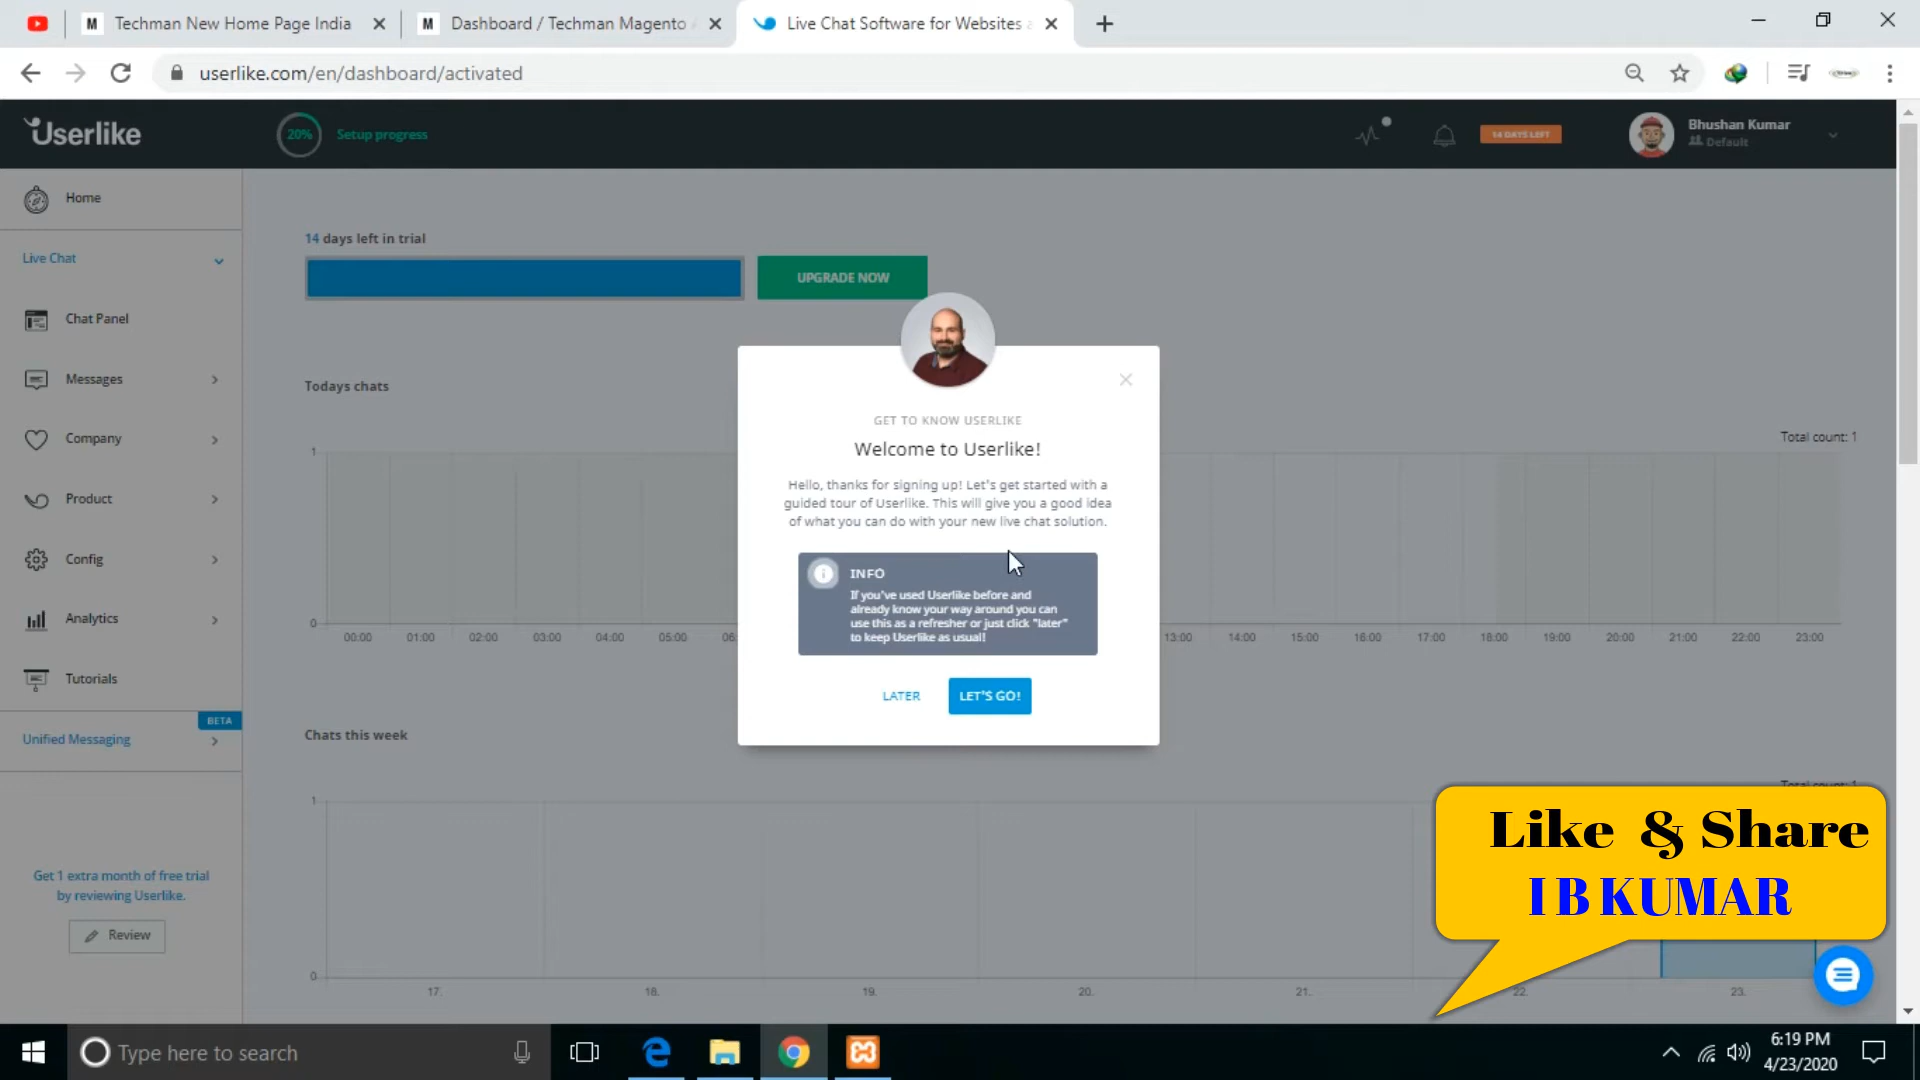 Techman New Home Page India
Dashboard / Techman Magento
Live Chat Software for Websites a
userlike.com/en/dashboard/activated
Userlike
20%
Setup progress
14 DAYS LEFT
Bhushan Kumar
Default
Home
Live Chat
Chat Panel
Messages
Company
Product
Config
Analytics
Tutorials
BETA
Unified Messaging
Get 1 extra month of free trial
by reviewing Userlike.
Review
14 days left in trial
UPGRADE NOW
Todays chats
Total count: 1
1
0
00:00 01:00 02:00 03:00 04:00 05:00 06: 13:00 14:00 15:00 16:00 17:00 18:00 19:00 20:00 21:00 22:00 23:00
GET TO KNOW USERLIKE
Welcome to Userlike!
Hello, thanks for signing up! Let's get started with a
guided tour of Userlike. This will give you a good idea
of what you can do with your new live chat solution.
INFO
If you've used Userlike before and
already know your way around you can
use this as a refresher or just click "later"
to keep Userlike as usual!
LATER
LET'S GO!
Chats this week
Total count: 1
1
0
17. 18. 19. 20. 21. 22. 23.
Like & Share
I B KUMAR
Type here to search
6:19 PM
4/23/2020